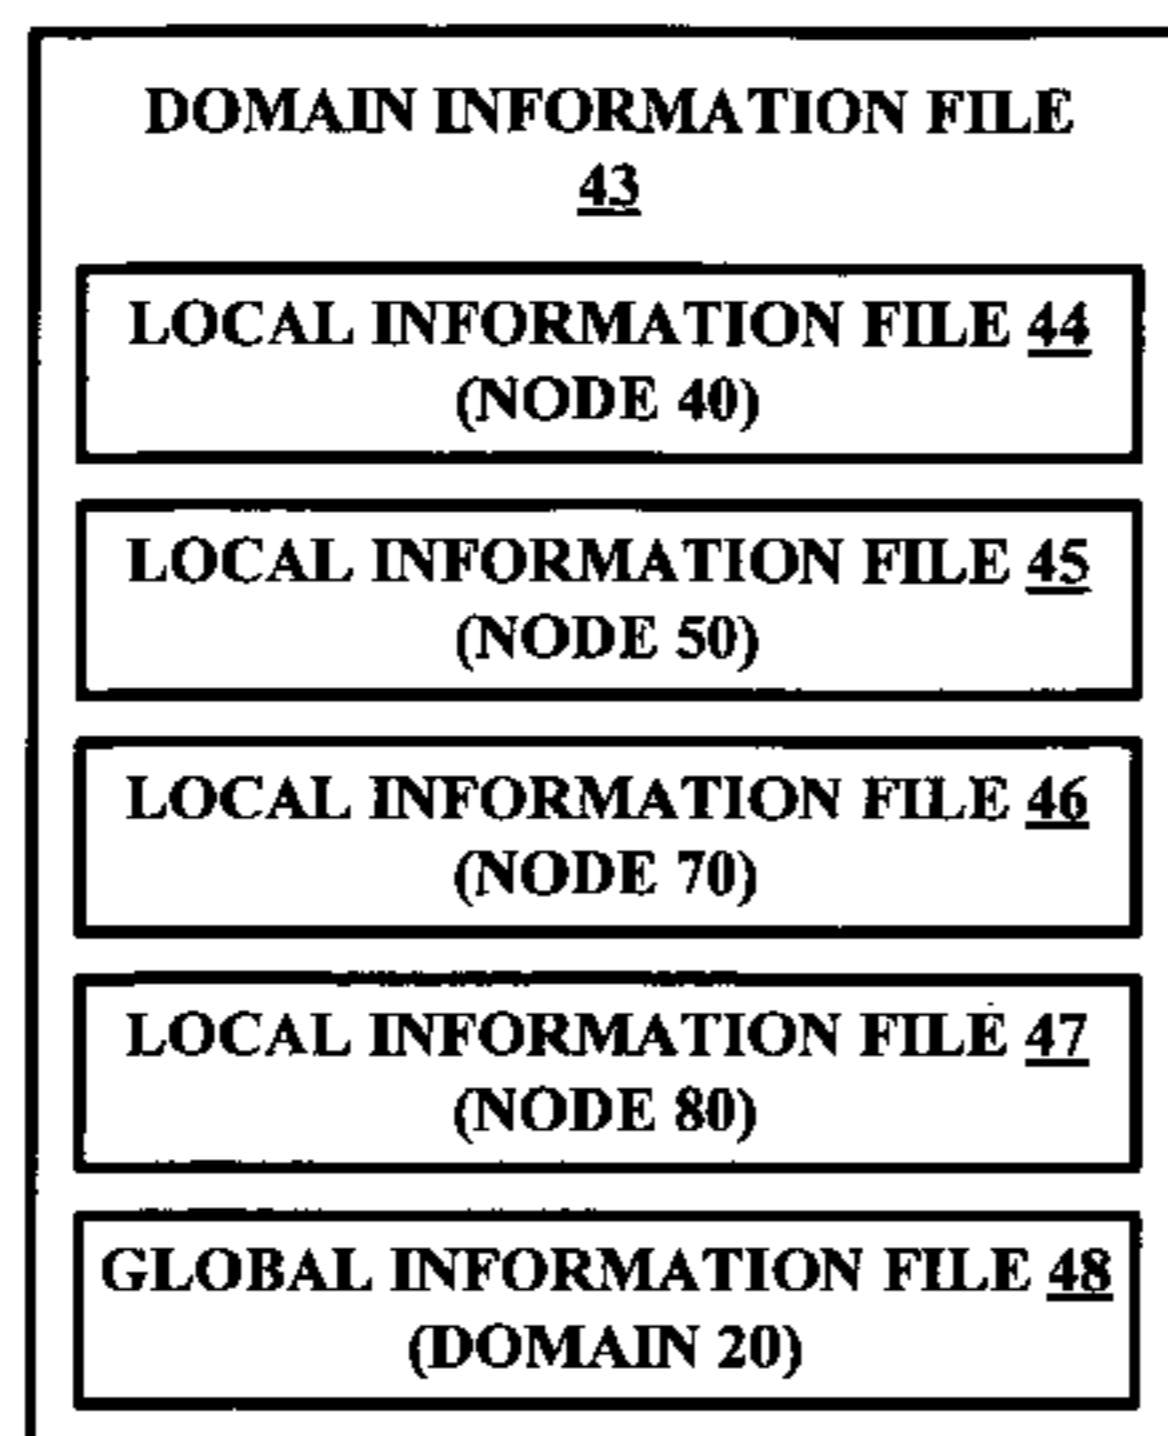 DOMAIN INFORMATION FILE
43
LOCAL INFORMATION FILE 44
(NODE 40)
LOCAL INFORMATION FILE 45
(NODE 50)
LOCAL INFORMATION FILE 46
(NODE 70)
LOCAL INFORMATION FILE 47
(NODE 80)
GLOBAL INFORMATION FILE 48
(DOMAIN 20)